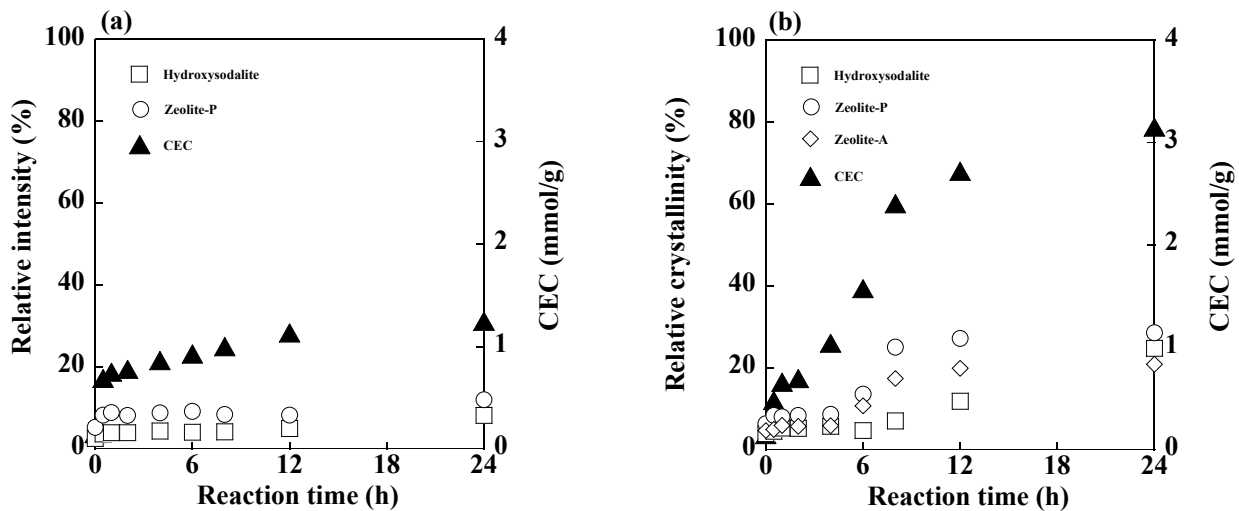 (a)
100
80
60
40
20
0
Relative intensity (%)
Hydroxysodalite
Zeolite-P
CEC
4
3
2
1
0
CEC (mmol/g)
0 6 12 18 24
Reaction time (h)
(b)
100
80
60
40
20
0
Relative crystallinity (%)
Hydroxysodalite
Zeolite-P
Zeolite-A
CEC
4
3
2
1
0
CEC (mmol/g)
0 6 12 18 24
Reaction time (h)